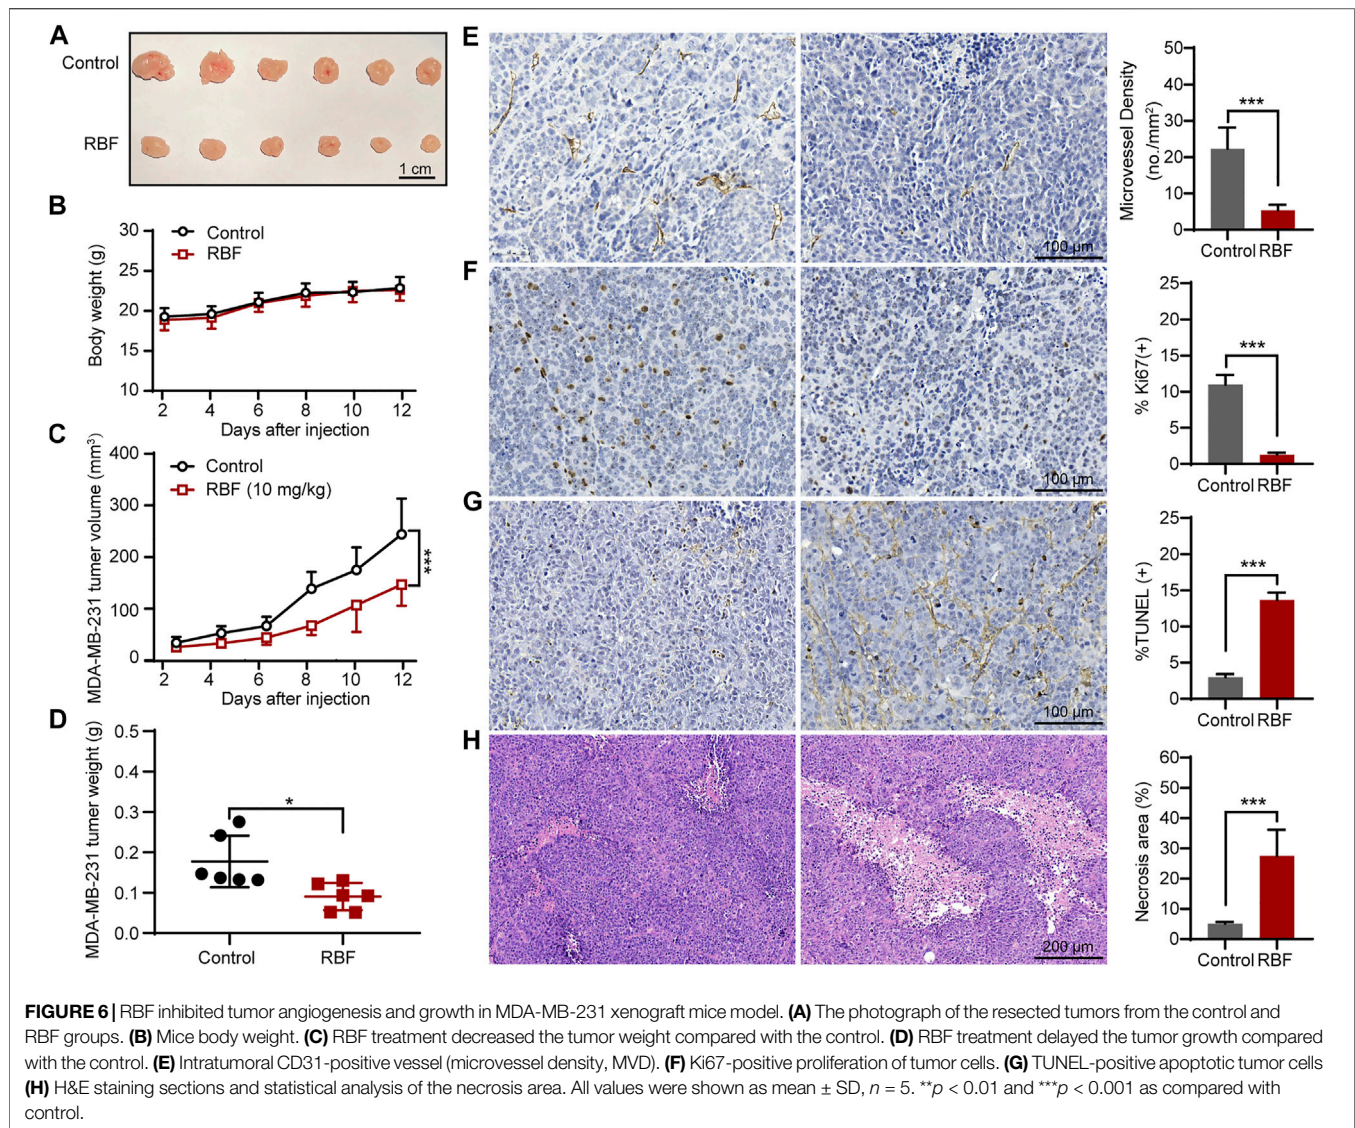 A
Control
RBF
1 cm
B
Body weight (g)
30
25
20
15
10
Control
RBF
2 4 6 8 10 12
Days after injection
C
MDA-MB-231 tumer volume (mm³)
400
300
200
100
0
Control
RBF (10 mg/kg)
***
2 4 6 8 10 12
Days after injection
D
MDA-MB-231 tumer weight (g)
0.5
0.4
0.3
0.2
0.1
0.0
*
Control RBF
E
100 μm
Microvessel Density
(no./mm²)
50
40
30
20
10
0
***
Control RBF
F
100 μm
% Ki67(+)
25
20
15
10
5
0
***
Control RBF
G
100 μm
%TUNEL (+)
25
20
15
10
5
0
***
Control RBF
H
200 μm
Necrosis area (%)
60
50
40
30
20
10
0
***
Control RBF
FIGURE 6 | RBF inhibited tumor angiogenesis and growth in MDA-MB-231 xenograft mice model. (A) The photograph of the resected tumors from the control and
RBF groups. (B) Mice body weight. (C) RBF treatment decreased the tumor weight compared with the control. (D) RBF treatment delayed the tumor growth compared
with the control. (E) Intratumoral CD31-positive vessel (microvessel density, MVD). (F) Ki67-positive proliferation of tumor cells. (G) TUNEL-positive apoptotic tumor cells
(H) H&E staining sections and statistical analysis of the necrosis area. All values were shown as mean ± SD, n = 5. **p < 0.01 and ***p < 0.001 as compared with
control.